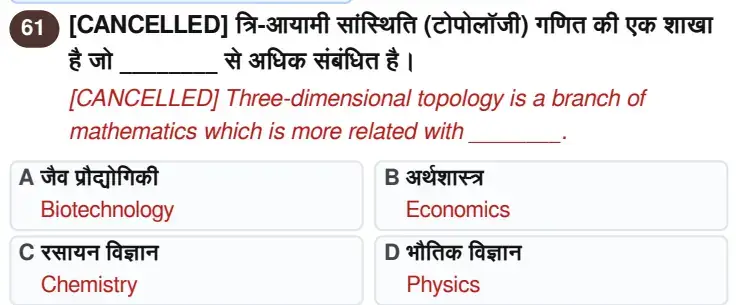 61 [CANCELLED] त्रि-आयामी सांस्थिति (टोपोलॉजी) गणित की एक शाखा
है जो _________ से अधिक संबंधित है।
[CANCELLED] Three-dimensional topology is a branch of
mathematics which is more related with ________.
A जैव प्रौद्योगिकी
Biotechnology
B अर्थशास्त्र
Economics
C रसायन विज्ञान
Chemistry
D भौतिक विज्ञान
Physics